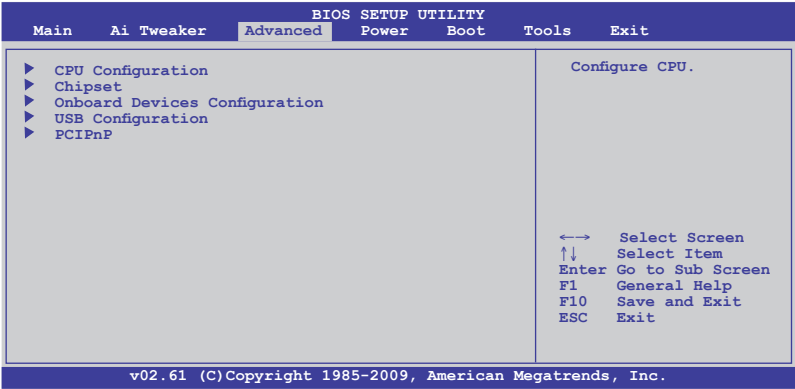 BIOS SETUP UTILITY
Main Ai Tweaker Advanced Power Boot Tools Exit
CPU Configuration
Chipset
Onboard Devices Configuration
USB Configuration
PCIPnP
Configure CPU.
←→ Select Screen
↑↓ Select Item
Enter Go to Sub Screen
F1 General Help
F10 Save and Exit
ESC Exit
v02.61 (C)Copyright 1985-2009, American Megatrends, Inc.